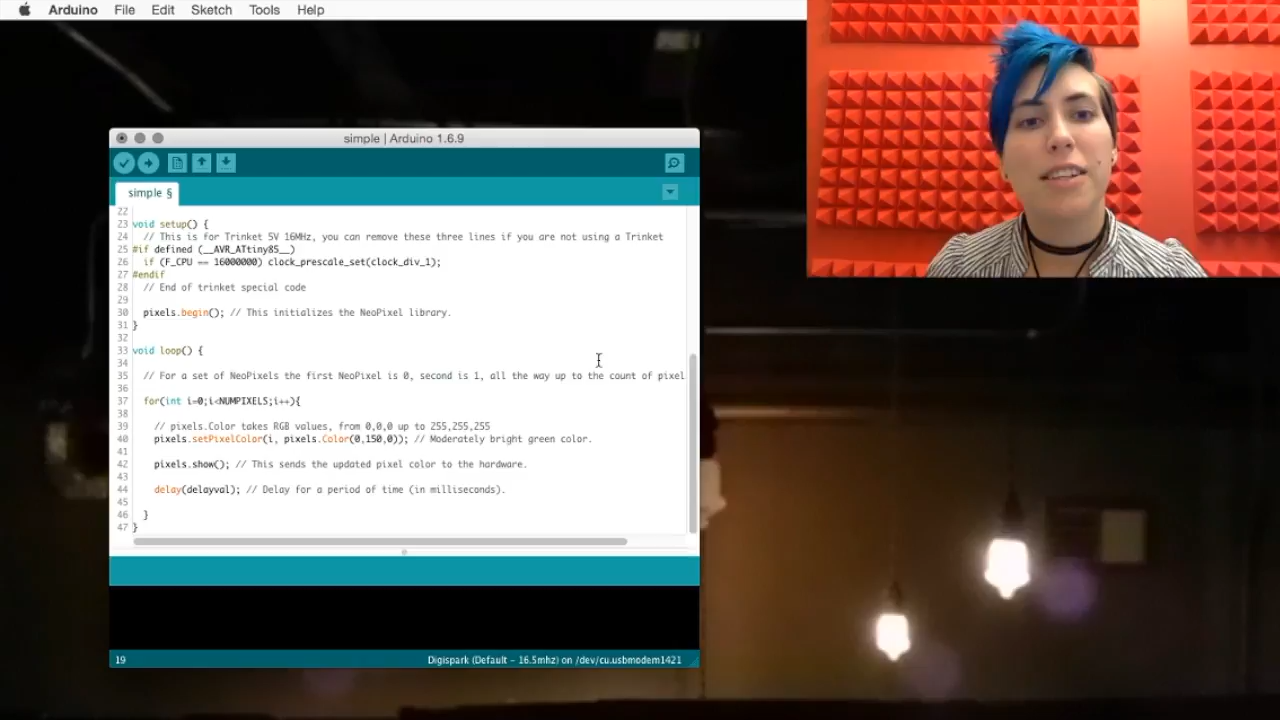 Arduino File Edit Sketch Tools Help
simple | Arduino 1.6.9
simple §
22
23 void setup() {
24 // This is for Trinket 5V 16MHz, you can remove these three lines if you are not using a Trinket
25 #if defined (__AVR_ATtiny85__)
26 if (F_CPU == 16000000) clock_prescale_set(clock_div_1);
27 #endif
28 // End of trinket special code
29
30 pixels.begin(); // This initializes the NeoPixel library.
31 }
32
33 void loop() {
34
35 // For a set of NeoPixels the first NeoPixel is 0, second is 1, all the way up to the count of pixel
36
37 for(int i=0;i<NUMPIXELS;i++){
38
39 // pixels.Color takes RGB values, from 0,0,0 up to 255,255,255
40 pixels.setPixelColor(i, pixels.Color(0,150,0)); // Moderately bright green color.
41
42 pixels.show(); // This sends the updated pixel color to the hardware.
43
44 delay(delayval); // Delay for a period of time (in milliseconds).
45
46 }
47 }
19 Digispark (Default - 16.5mhz) on /dev/cu.usbmodem1421